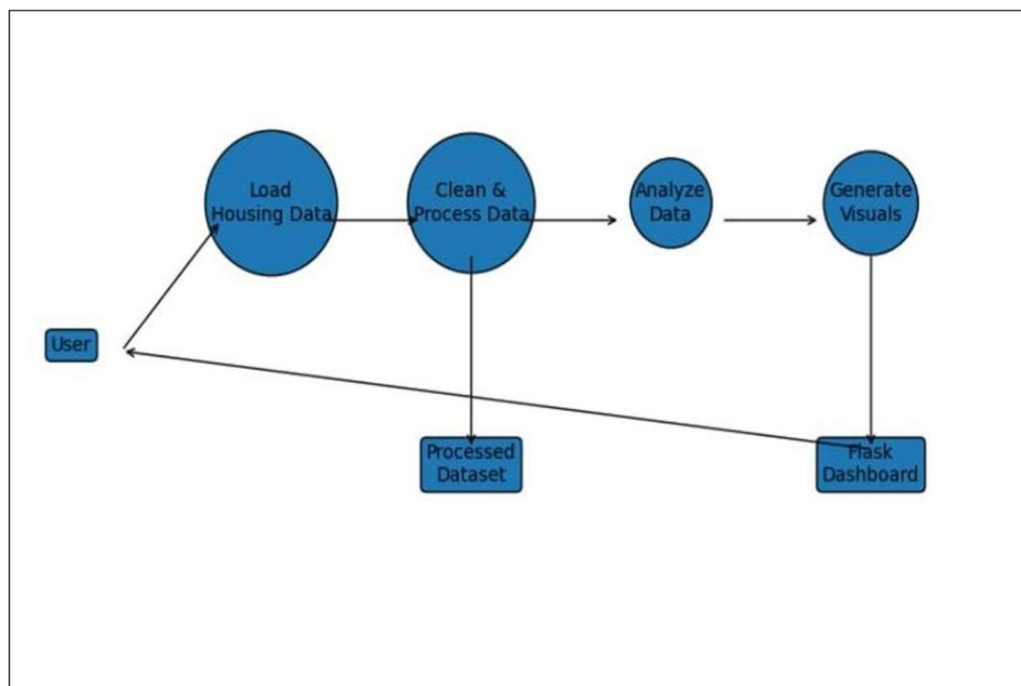 Load
Housing Data
Clean &
Process Data
Analyze
Data
Generate
Visuals
User
Processed
Dataset
Flask
Dashboard